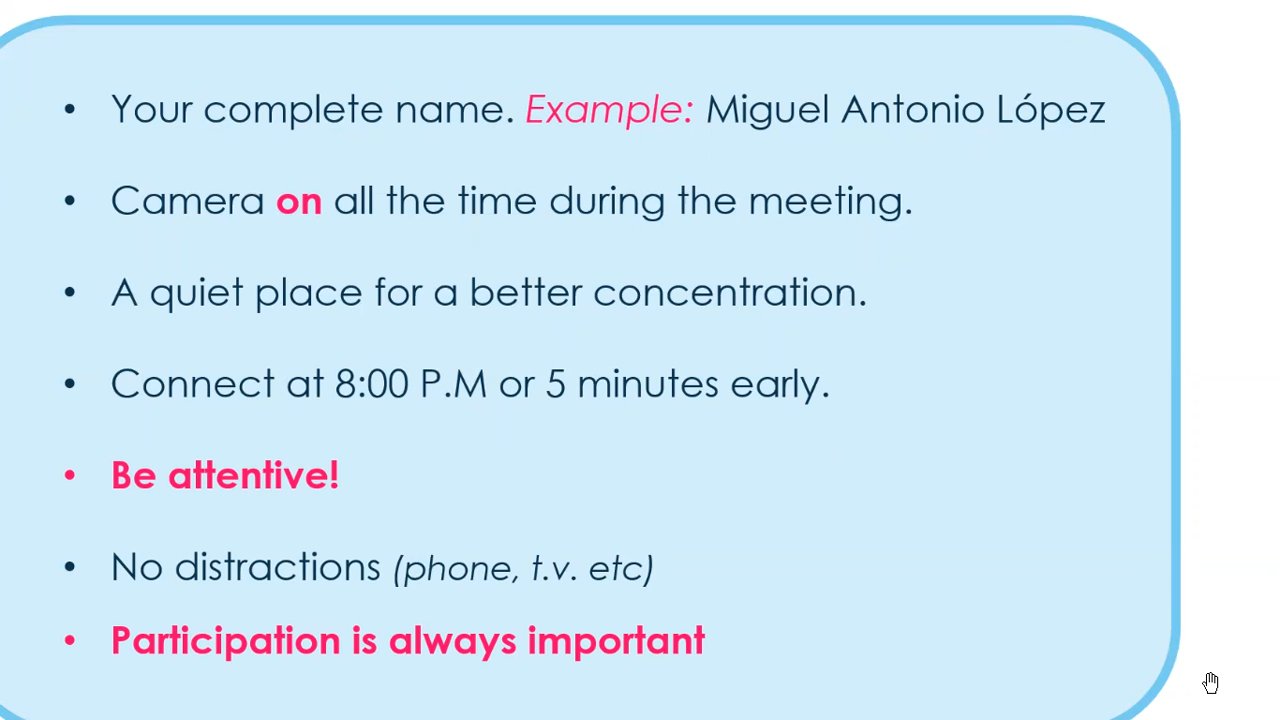 • Your complete name. Example: Miguel Antonio López
• Camera on all the time during the meeting.
• A quiet place for a better concentration.
• Connect at 8:00 P.M or 5 minutes early.
• Be attentive!
• No distractions (phone, t.v. etc)
• Participation is always important